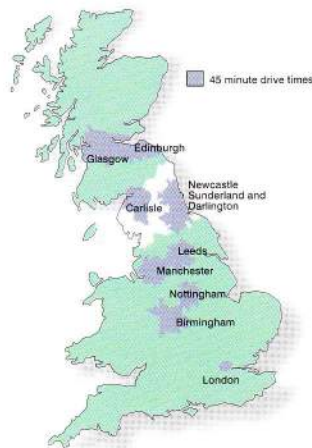 45 minute drive times
Edinburgh
Glasgow
Newcastle
Sunderland and
Darlington
Carlisle
Leeds
Manchester
Nottingham
Birmingham
London